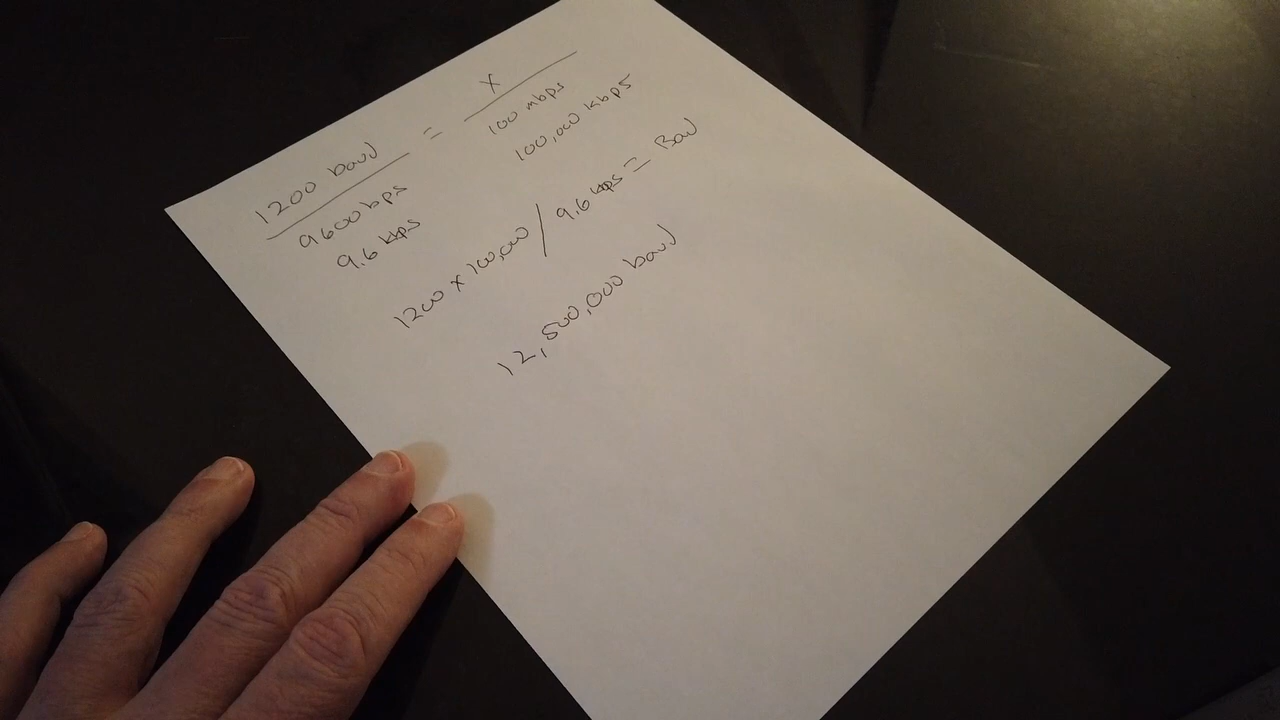 1200 baud = X
9600 bps 100 mbps
9.6 kbps 100,000 kbps
1200 x 100,000 / 9.6 kbps = Bau
12,500,000 baud